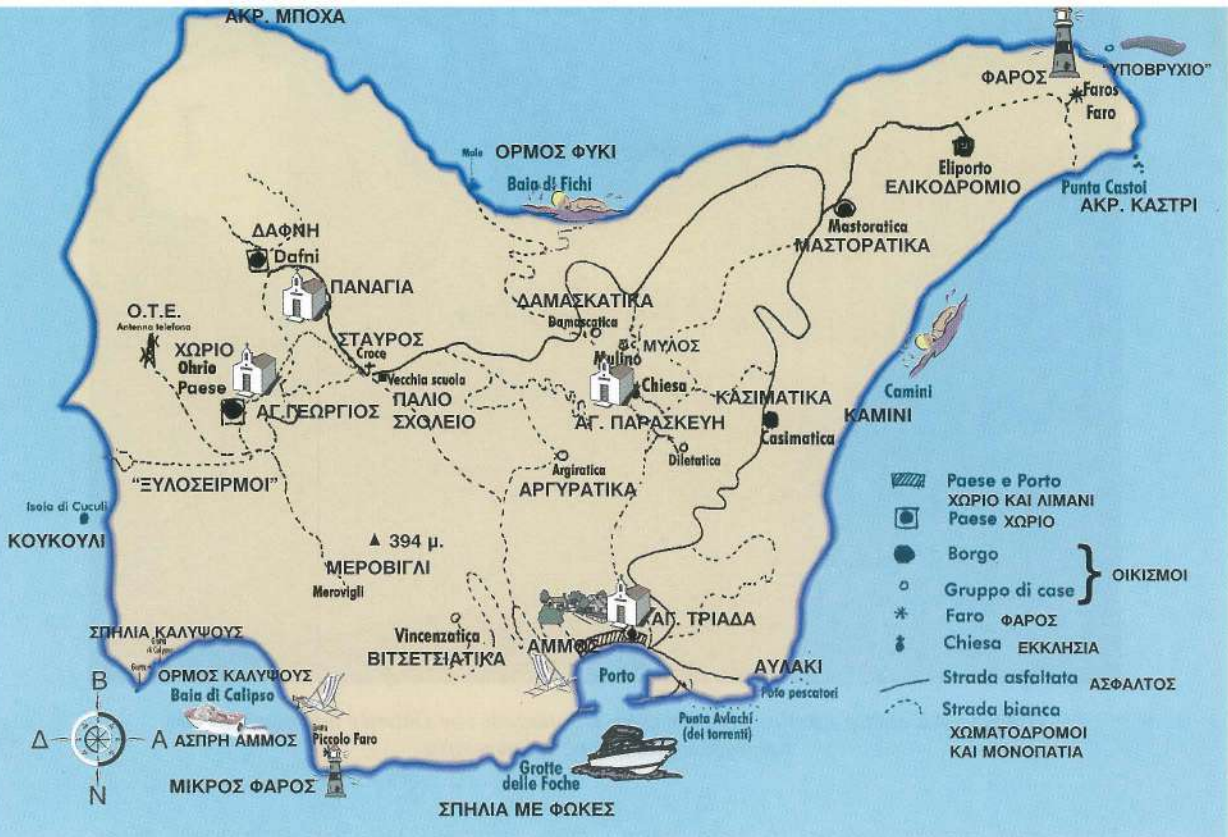 ΑΚΡ. ΜΠΟΧΑ
ΦΑΡΟΣ
"ΥΠΟΒΡΥΧΙΟ"
Faros
Faro
Molo
ΟΡΜΟΣ ΦΥΚΙ
Baia di Fichi
Eliporto
ΕΛΙΚΟΔΡΟΜΙΟ
Punta Castoi
ΑΚΡ. ΚΑΣΤΡΙ
Mastoratica
ΜΑΣΤΟΡΑΤΙΚΑ
ΔΑΦΝΗ
Dafni
ΠΑΝΑΓΙΑ
Ο.Τ.Ε.
Antenna telefono
ΔΑΜΑΣΚΑΤΙΚΑ
Damascatica
ΣΤΑΥΡΟΣ
Croce
ΧΩΡΙΟ
Ohrio
Paese
Mulino
ΜΥΛΟΣ
Vecchia scuola
ΠΑΛΙΟ
ΣΧΟΛΕΙΟ
Chiesa
ΑΓ. ΠΑΡΑΣΚΕΥΗ
ΚΑΣΙΜΑΤΙΚΑ
Casimatica
Camini
ΚΑΜΙΝΙ
ΑΓ.ΓΕΩΡΓΙΟΣ
Argiratica
ΑΡΓΥΡΑΤΙΚΑ
Diletatica
"ΞΥΛΟΣΕΙΡΜΟΙ"
Isola di Cuculi
ΚΟΥΚΟΥΛΙ
394 μ.
ΜΕΡΟΒΙΓΛΙ
Merovigli
Paese e Porto
ΧΩΡΙΟ ΚΑΙ ΛΙΜΑΝΙ
Paese ΧΩΡΙΟ
Borgo
Gruppo di case
ΟΙΚΙΣΜΟΙ
Faro ΦΑΡΟΣ
Chiesa ΕΚΚΛΗΣΙΑ
Strada asfaltata ΑΣΦΑΛΤΟΣ
Strada bianca
ΧΩΜΑΤΟΔΡΟΜΟΙ
ΚΑΙ ΜΟΝΟΠΑΤΙΑ
Vincenzatica
ΒΙΤΣΕΤΣΙΑΤΙΚΑ
ΑΓ. ΤΡΙΑΔΑ
ΑΜΜΟΣ
Porto
ΑΥΛΑΚΙ
Poto pescatori
Punta Avlachi
(dei torrenti)
ΣΠΗΛΙΑ ΚΑΛΥΨΟΥΣ
ΟΡΜΟΣ ΚΑΛΥΨΟΥΣ
Baia di Calipso
ΑΣΠΡΗ ΑΜΜΟΣ
Β
Δ
Α
Ν
Piccolo Faro
ΜΙΚΡΟΣ ΦΑΡΟΣ
Grotte
delle Foche
ΣΠΗΛΙΑ ΜΕ ΦΩΚΕΣ